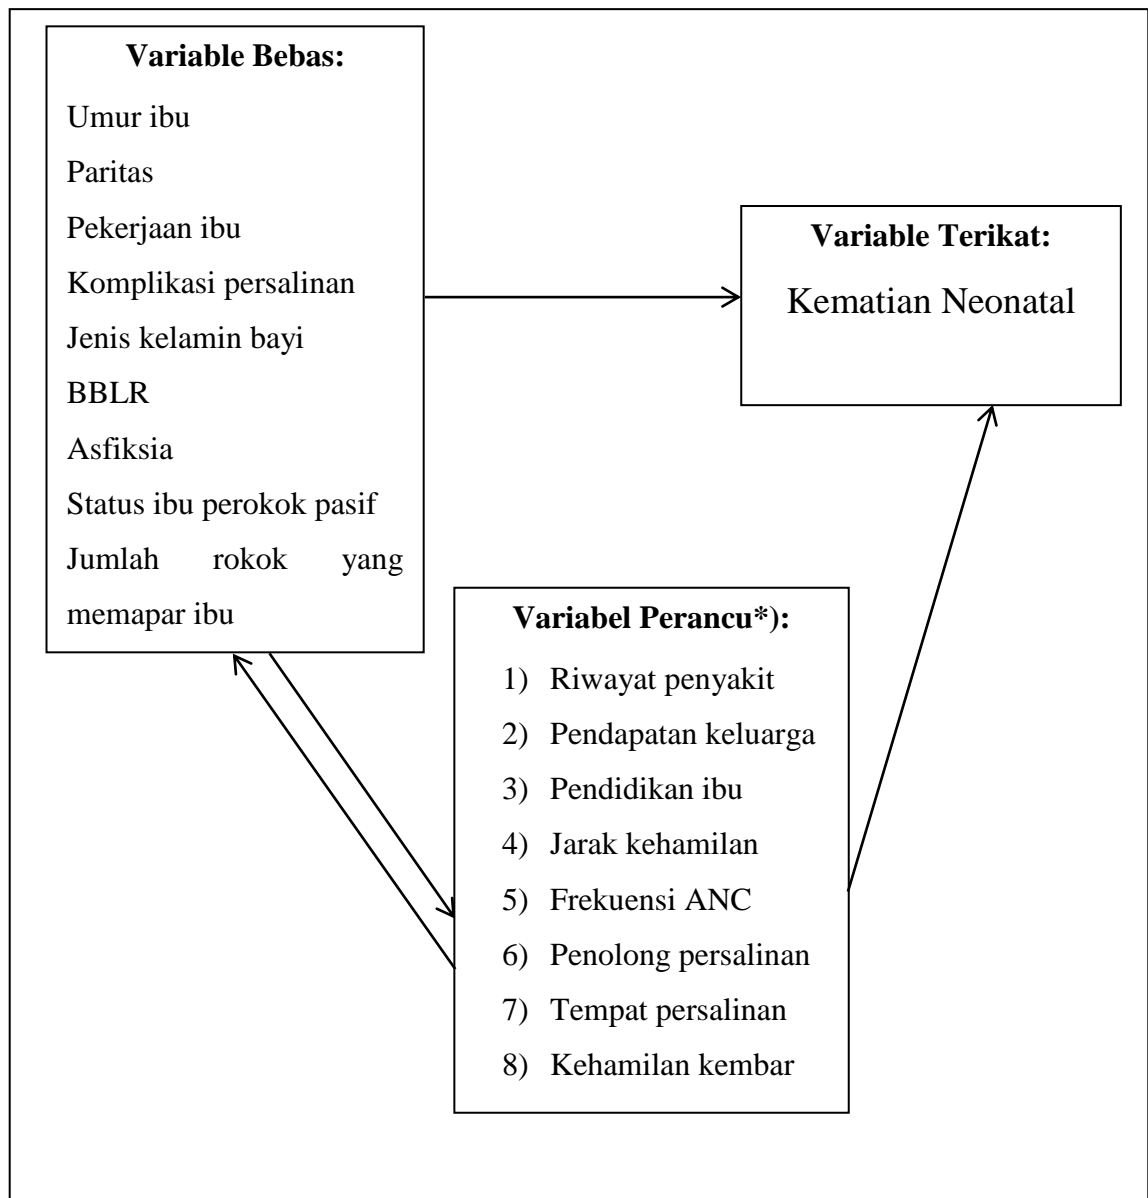 Variable Bebas:
Umur ibu
Paritas
Pekerjaan ibu
Komplikasi persalinan
Jenis kelamin bayi
BBLR
Asfiksia
Status ibu perokok pasif
Jumlah rokok yang
memapar ibu
Variable Terikat:
Kematian Neonatal
Variabel Perancu*):
1) Riwayat penyakit
2) Pendapatan keluarga
3) Pendidikan ibu
4) Jarak kehamilan
5) Frekuensi ANC
6) Penolong persalinan
7) Tempat persalinan
8) Kehamilan kembar